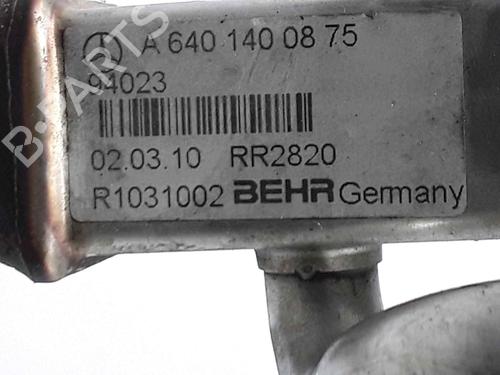 A 640 140 08 75
94023
02.03.10 RR2820
R1031002 BEHR Germany
B-PARTS